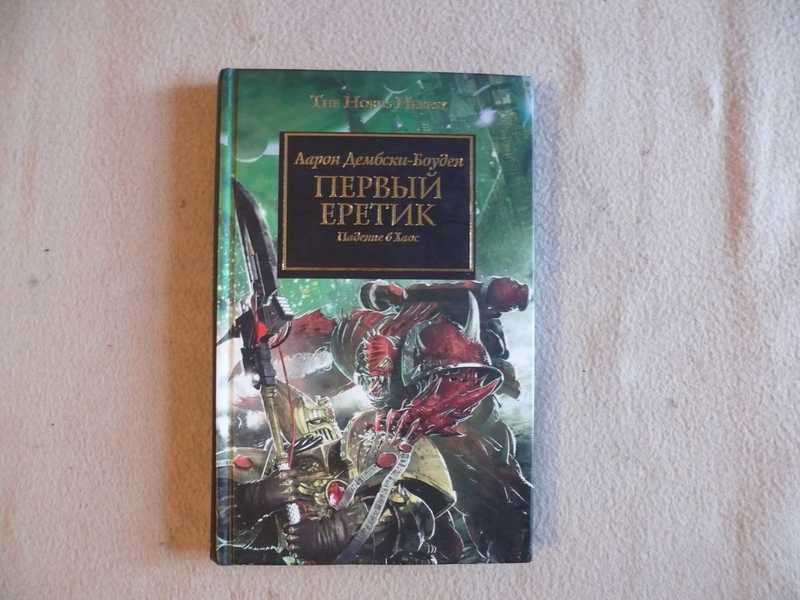 THE HORUS HERESY
Аарон Дембски-Боуден
ПЕРВЫЙ
ЕРЕТИК
Падение в Хаос